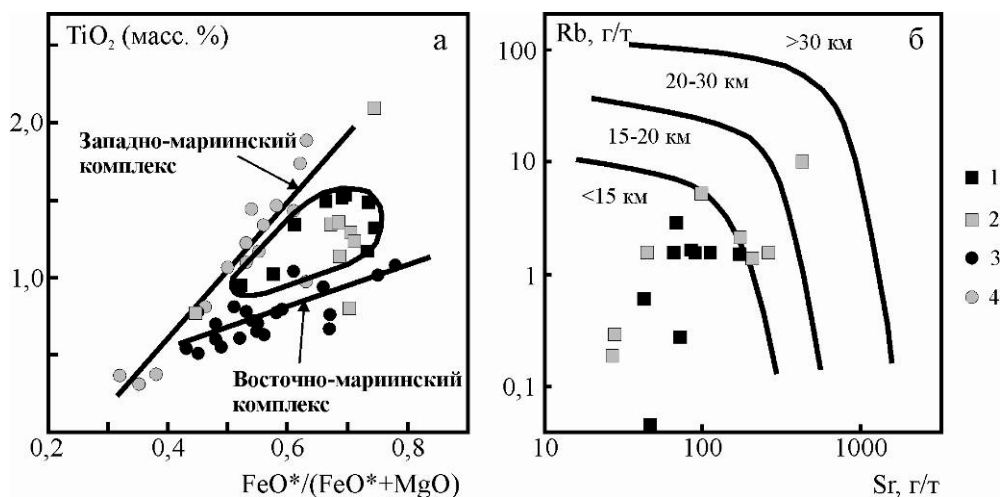 TiO2 (масс. %)
а
2,0
1,0
Западно-мариинский
комплекс
Восточно-мариинский
комплекс
0,2
0,4
0,6
0,8
FeO*/(FeO*+MgO)
Rb, г/т
б
100
10
1
0,1
>30 км
20-30 км
15-20 км
<15 км
10
100
1000
Sr, г/т
1
2
3
4